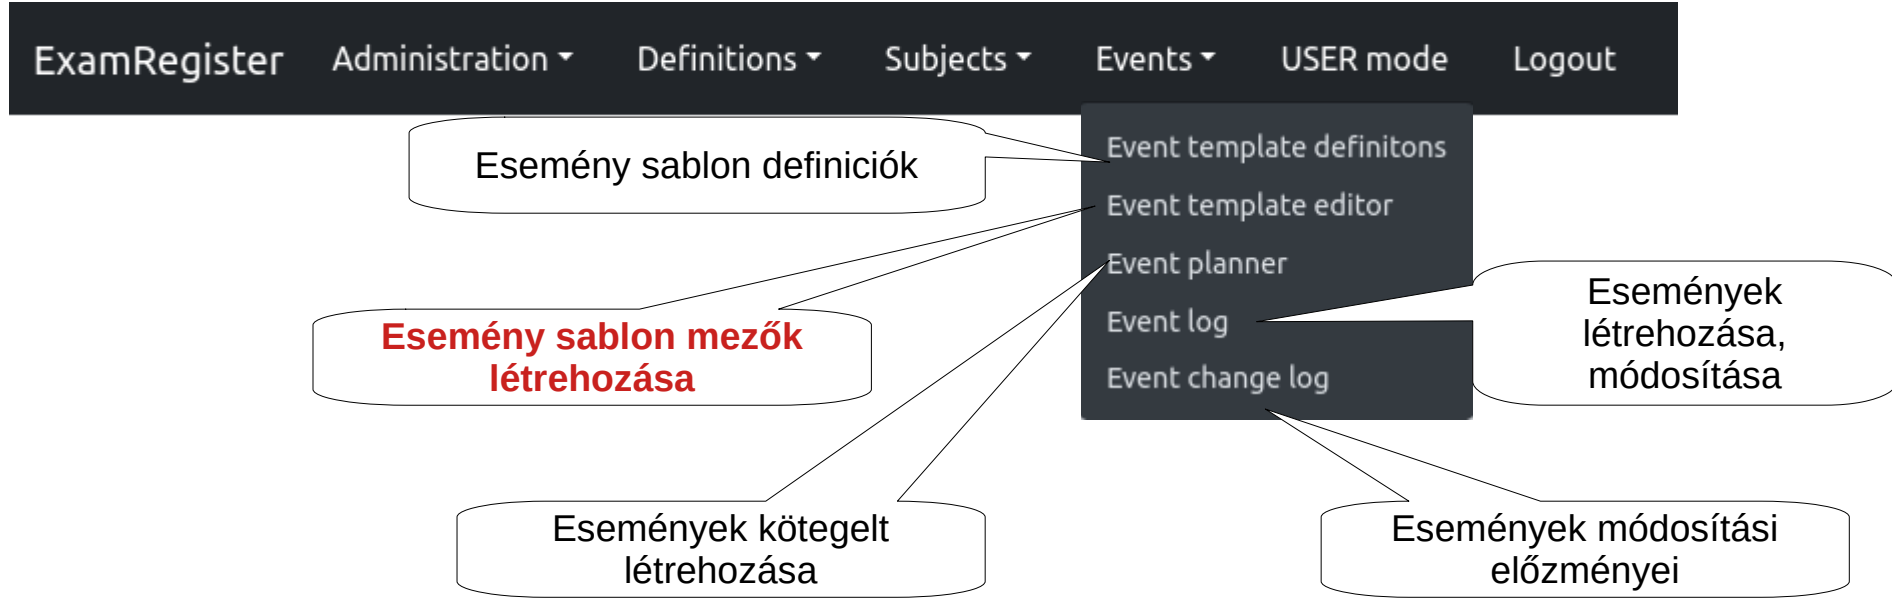 ExamRegister Administration Definitions Subjects Events USER mode Logout
Esemény sablon definiciók
Event template definitons
Event template editor
Event planner
Event log
Event change log
Esemény sablon mezők
létrehozása
Események
létrehozása,
módosítása
Események kötegelt
létrehozása
Események módosítási
előzményei